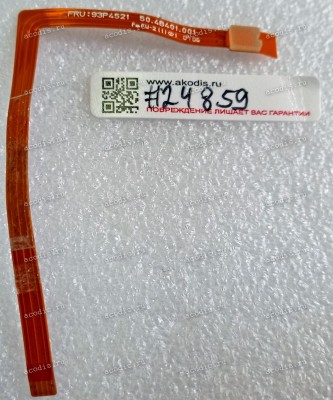 FRU:93P4521 50.4B401.001
www.akodis.ru
#24859
ПОВРЕЖДЕНИЕ ЛИШАЕТ ВАС ГАРАНТИИ